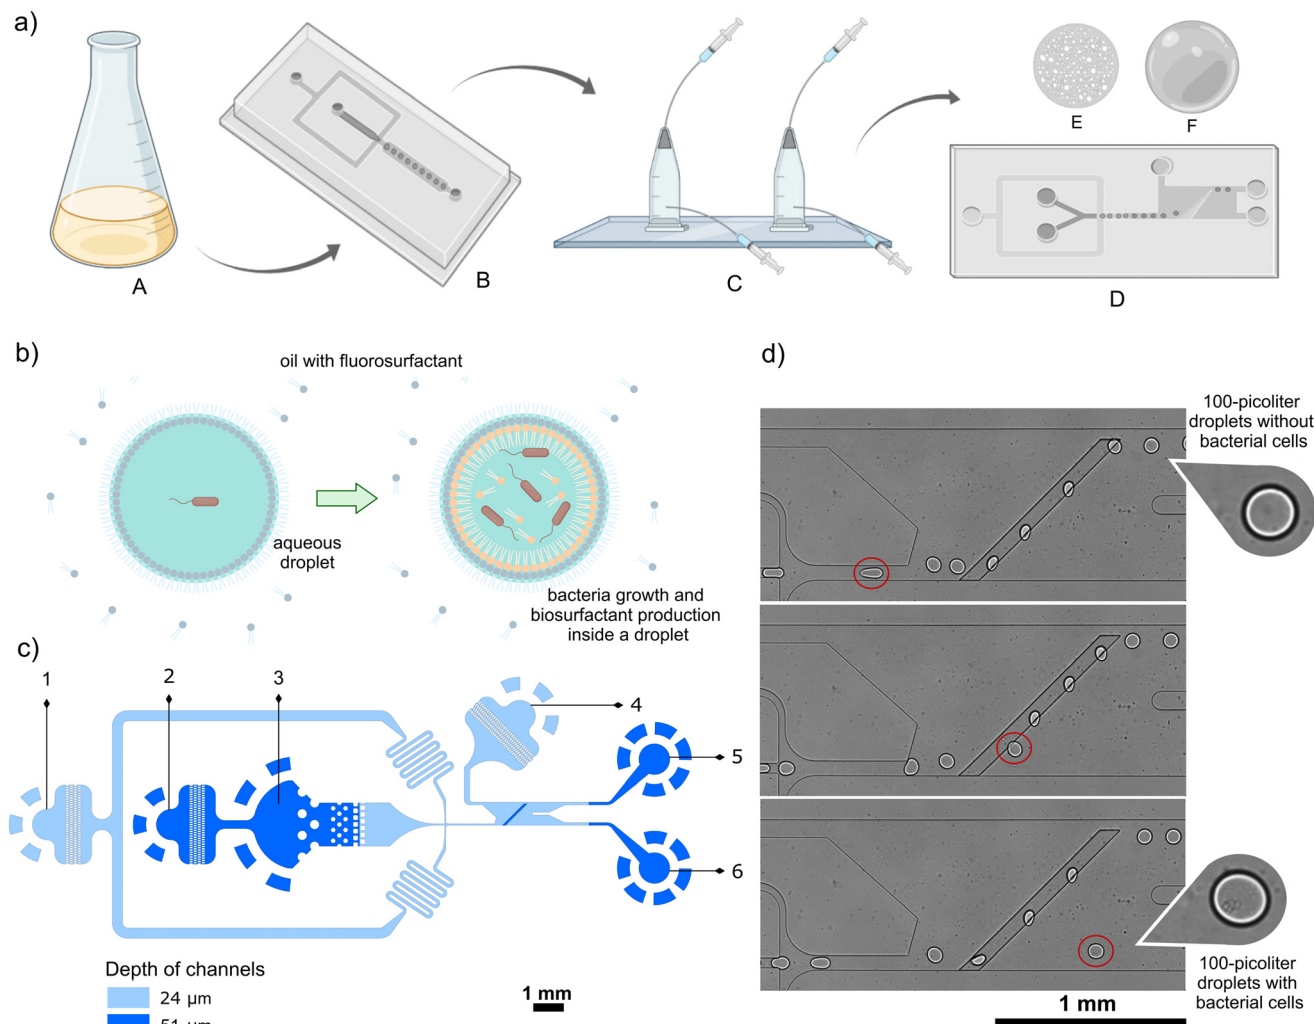 a)
A
B
C
D
E
F
b)
oil with fluorosurfactant
aqueous
droplet
bacteria growth and
biosurfactant production
inside a droplet
c)
1
2
3
4
5
6
Depth of channels
24 µm
51 µm
1 mm
d)
100-picoliter
droplets without
bacterial cells
100-picoliter
droplets with
bacterial cells
1 mm